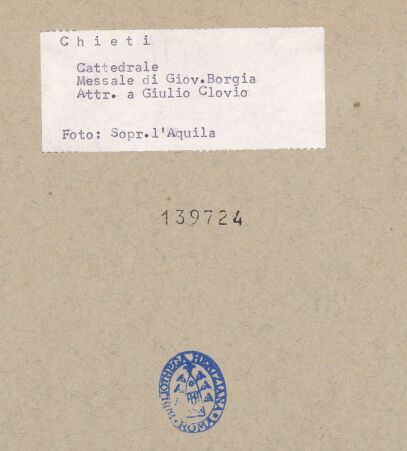 Chieti
Cattedrale
Messale di Giov.Borgia
Attr. a Giulio Clovio
Foto: Sopr.l'Aquila
139724
BIBLIOTHECA HERTZIANA · ROMA